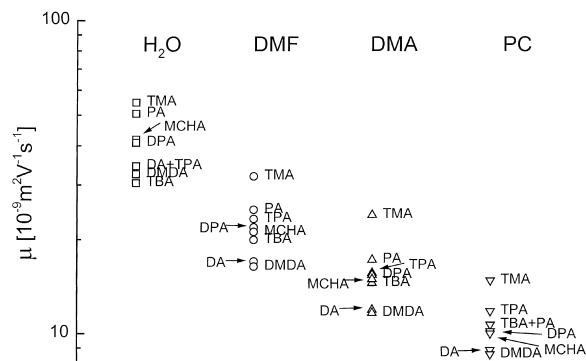 100
H2O DMF DMA PC
TMA
PA
MCHA
DPA
DA+TPA
DMDA
TBA
TMA
PA
TPA
DPA
MCHA
TBA
DA
DMDA
TMA
PA
TPA
DPA
MCHA
TBA
DA
DMDA
TMA
TPA
TBA+PA
DPA
MCHA
DA
DMDA
10
μ [10-9m2V-1s-1]